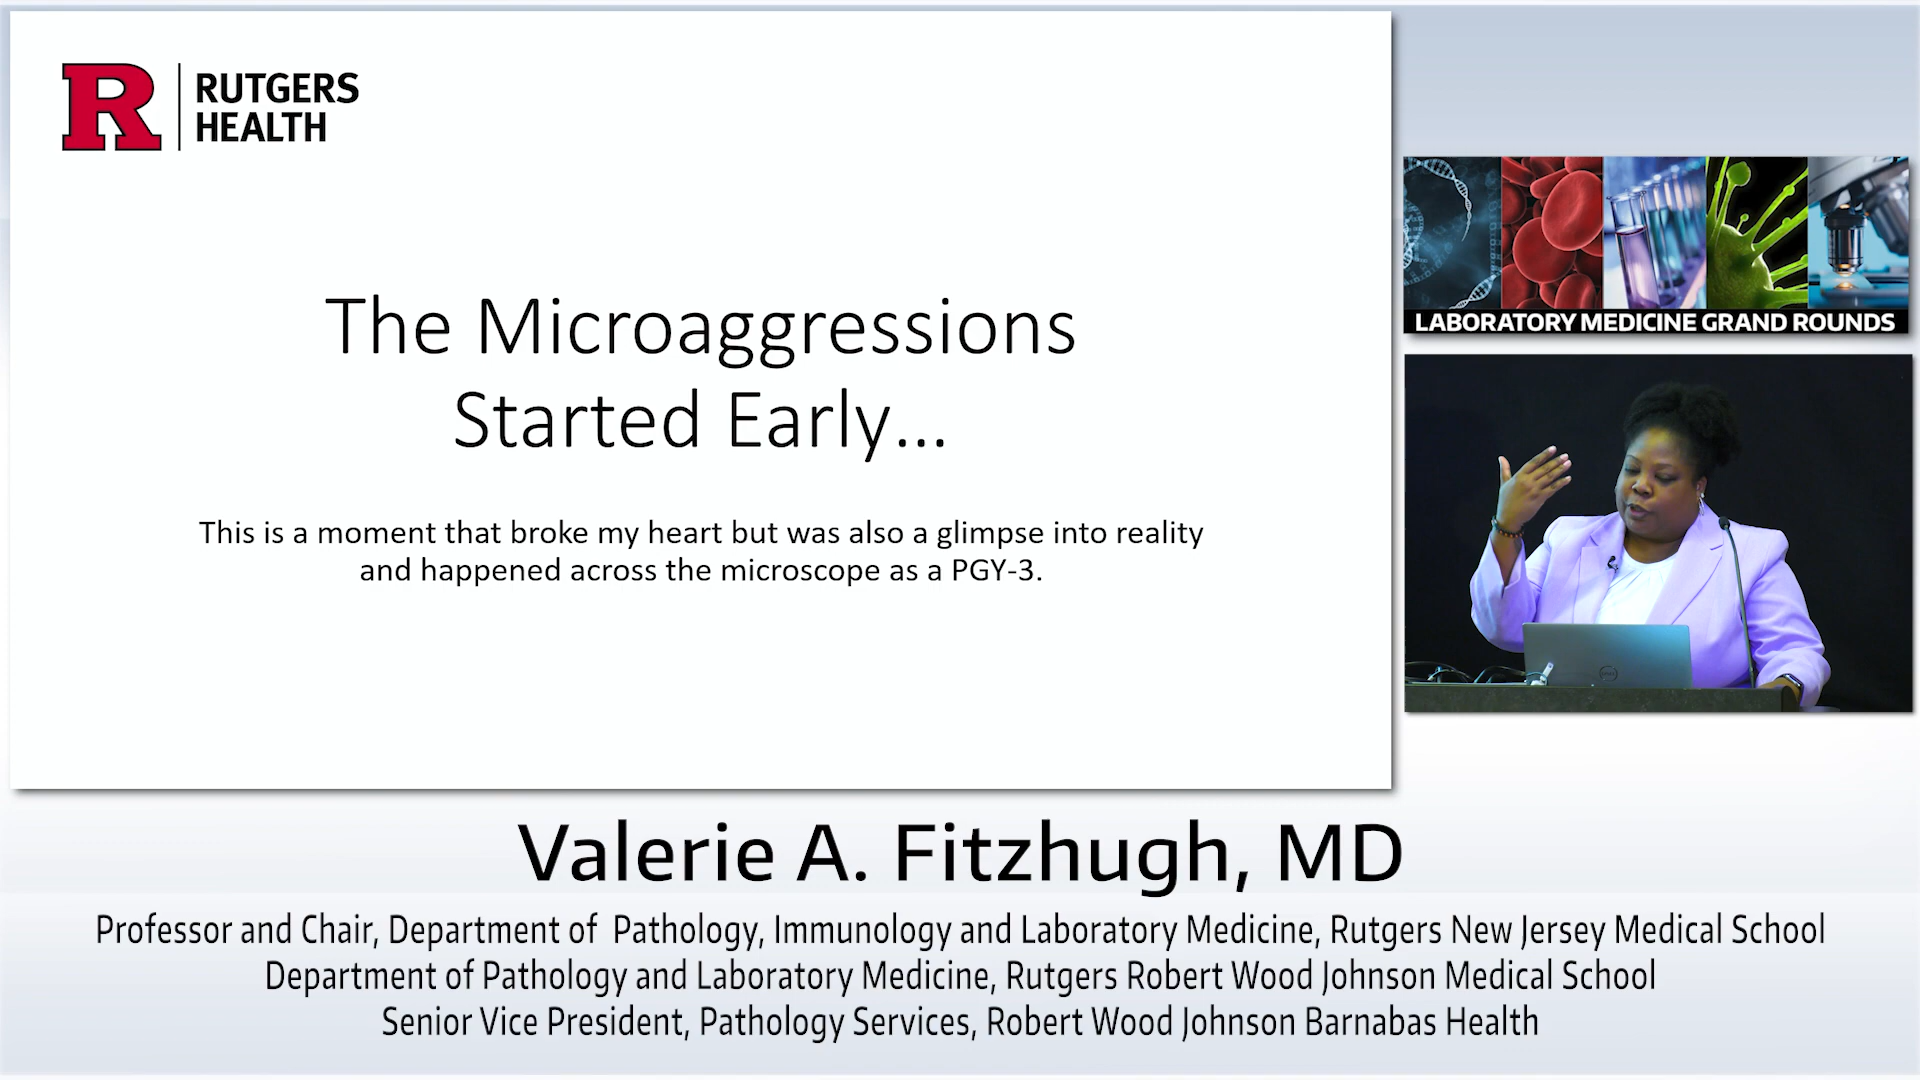 R
RUTGERS
HEALTH
The Microaggressions
Started Early...
This is a moment that broke my heart but was also a glimpse into reality
and happened across the microscope as a PGY-3.
LABORATORY MEDICINE GRAND ROUNDS
Valerie A. Fitzhugh, MD
Professor and Chair, Department of Pathology, Immunology and Laboratory Medicine, Rutgers New Jersey Medical School
Department of Pathology and Laboratory Medicine, Rutgers Robert Wood Johnson Medical School
Senior Vice President, Pathology Services, Robert Wood Johnson Barnabas Health